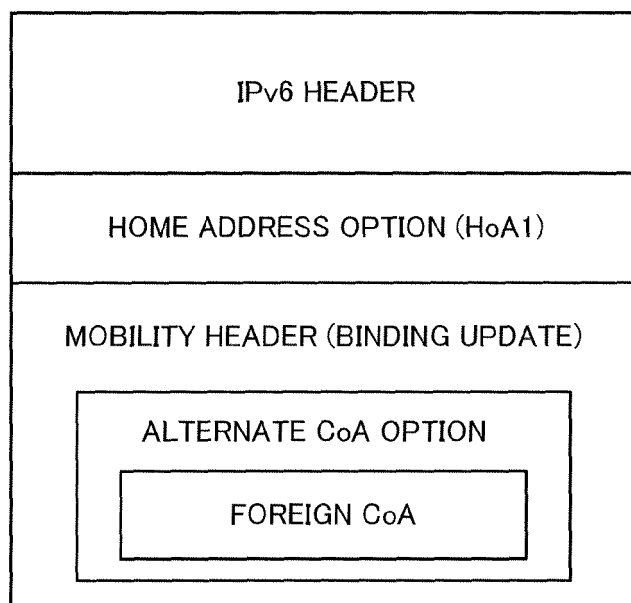 IPv6 HEADER
HOME ADDRESS OPTION (HoA1)
MOBILITY HEADER (BINDING UPDATE)
ALTERNATE CoA OPTION
FOREIGN CoA